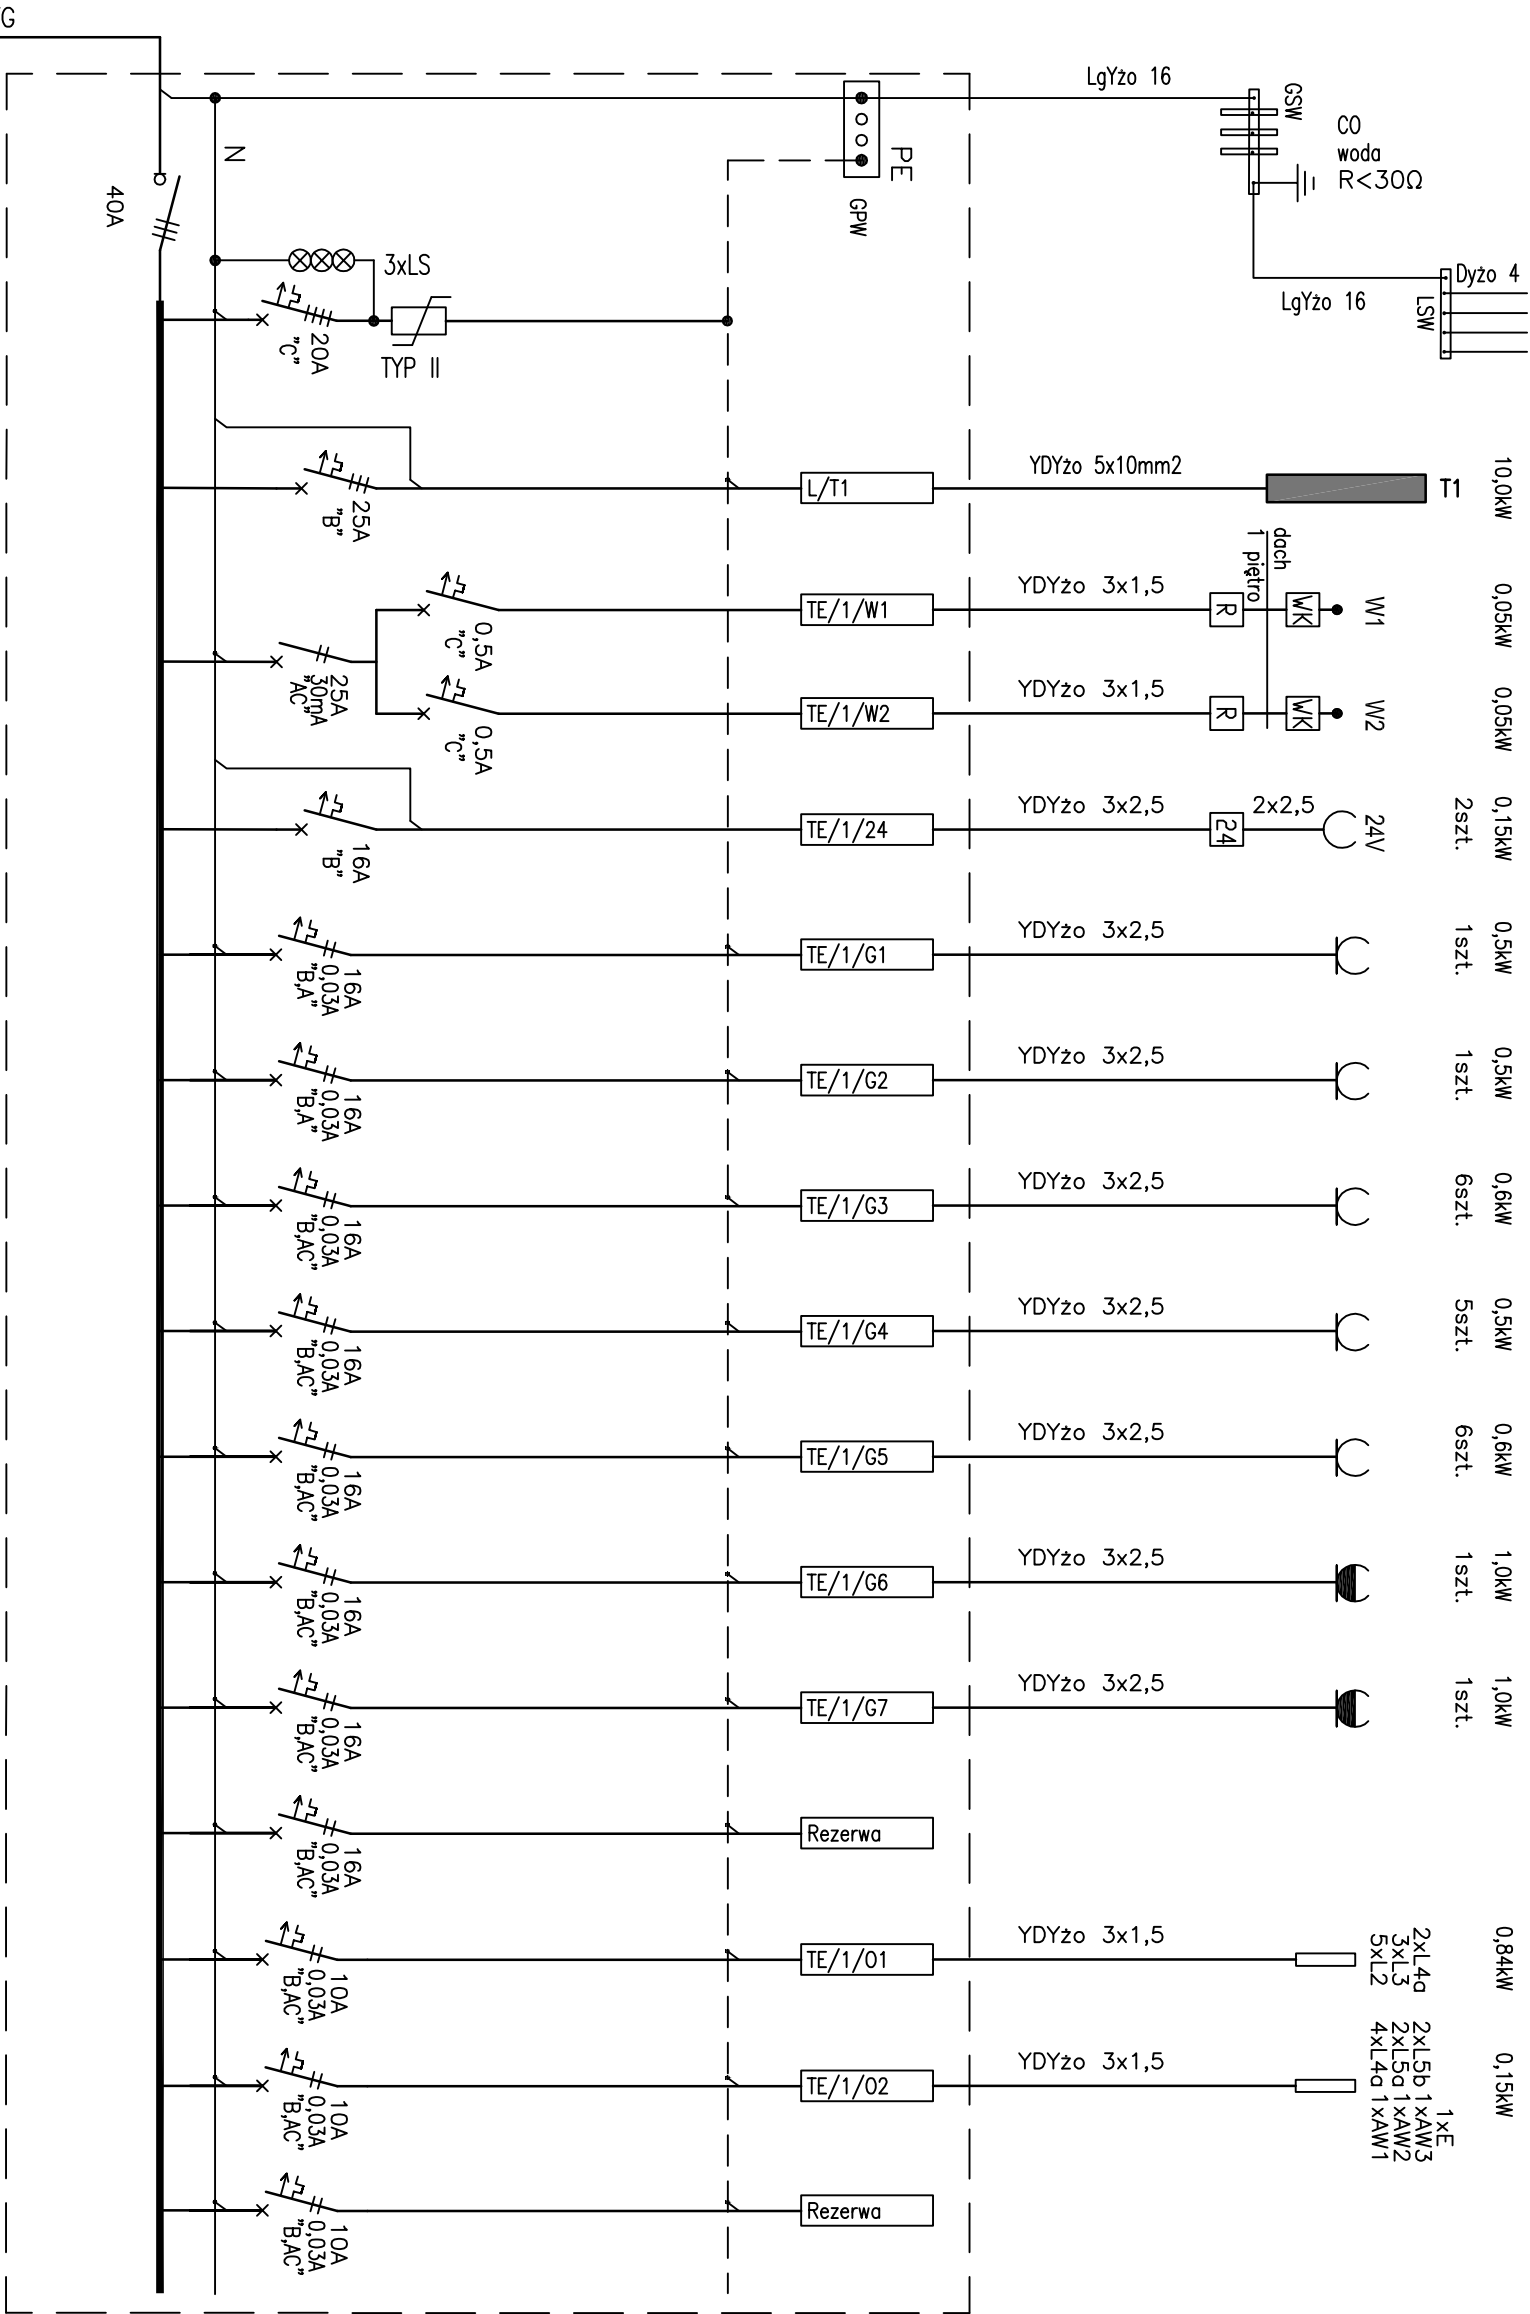 /G
LgYżo 16
GSW
CO
woda
R<30Ω
N
PE
GPW
40A
3xLS
LgYżo 16
Dyżo 4
LSW
20A
"C"
TYP II
25A
"B"
L/T1
YDYżo 5x10mm2
T1
10,0kW
dach
1 piętro
0,5A
"C"
TE/1/W1
YDYżo 3x1,5
R
WK
W1
0,05kW
25A
30mA
"AC"
0,5A
"C"
TE/1/W2
YDYżo 3x1,5
R
WK
W2
0,05kW
16A
"B"
TE/1/24
YDYżo 3x2,5
24
2x2,5
24V
2szt.
0,15kW
16A
0,03A
"B,A"
TE/1/G1
YDYżo 3x2,5
1szt.
0,5kW
16A
0,03A
"B,A"
TE/1/G2
YDYżo 3x2,5
1szt.
0,5kW
16A
0,03A
"B,AC"
TE/1/G3
YDYżo 3x2,5
6szt.
0,6kW
16A
0,03A
"B,AC"
TE/1/G4
YDYżo 3x2,5
5szt.
0,5kW
16A
0,03A
"B,AC"
TE/1/G5
YDYżo 3x2,5
6szt.
0,6kW
16A
0,03A
"B,AC"
TE/1/G6
YDYżo 3x2,5
1szt.
1,0kW
16A
0,03A
"B,AC"
TE/1/G7
YDYżo 3x2,5
1szt.
1,0kW
16A
0,03A
"B,AC"
Rezerwa
10A
0,03A
"B,AC"
TE/1/O1
YDYżo 3x1,5
2xL4a
3xL3
5xL2
0,84kW
10A
0,03A
"B,AC"
TE/1/O2
YDYżo 3x1,5
1xE
2xL5b 1xAW3
2xL5a 1xAW2
4xL4a 1xAW1
0,15kW
10A
0,03A
"B,AC"
Rezerwa